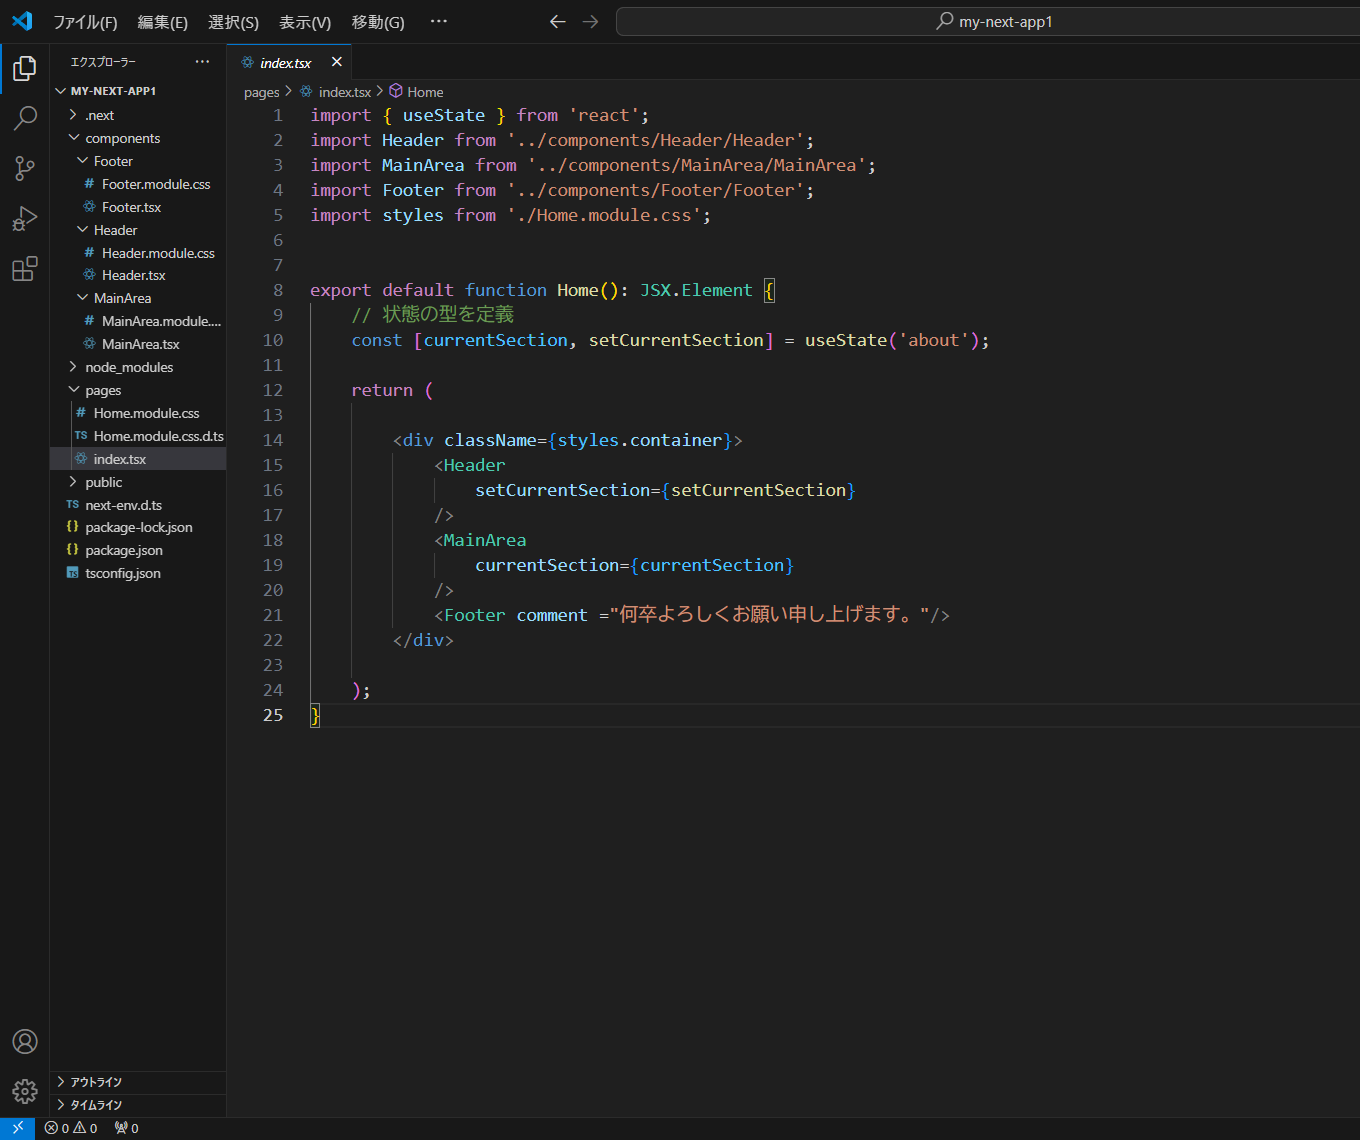 ファイル(F) 編集(E) 選択(S) 表示(V) 移動(G) ··· my-next-app1
エクスプローラー ···
MY-NEXT-APP1
.next
components
Footer
# Footer.module.css
Footer.tsx
Header
# Header.module.css
Header.tsx
MainArea
# MainArea.module....
MainArea.tsx
node_modules
pages
# Home.module.css
TS Home.module.css.d.ts
index.tsx
public
TS next-env.d.ts
{} package-lock.json
{} package.json
TS tsconfig.json
アウトライン
タイムライン
index.tsx
pages > index.tsx > Home
1 import { useState } from 'react';
2 import Header from '../components/Header/Header';
3 import MainArea from '../components/MainArea/MainArea';
4 import Footer from '../components/Footer/Footer';
5 import styles from './Home.module.css';
6
7
8 export default function Home(): JSX.Element {
9 // 状態の型を定義
10 const [currentSection, setCurrentSection] = useState('about');
11
12 return (
13
14 <div className={styles.container}>
15 <Header
16 setCurrentSection={setCurrentSection}
17 />
18 <MainArea
19 currentSection={currentSection}
20 />
21 <Footer comment ="何卒よろしくお願い申し上げます。"/>
22 </div>
23
24 );
25 }
0 0 0